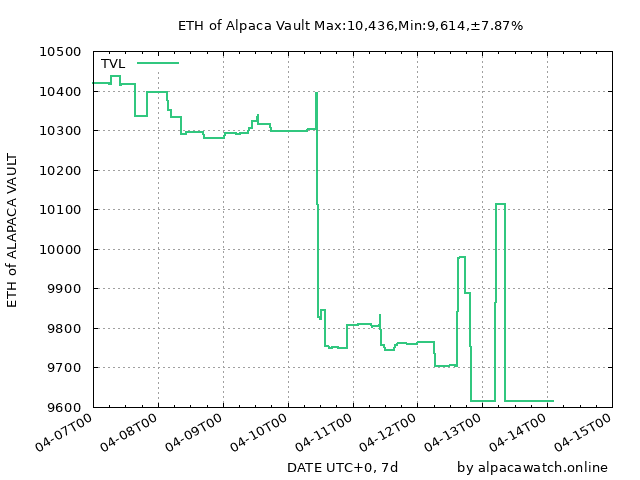 ETH of Alpaca Vault Max:10,436,Min:9,614,±7.87%
TVL
10500
10400
10300
10200
10100
10000
9900
9800
9700
9600
ETH of ALAPACA VAULT
04-07T00
04-08T00
04-09T00
04-10T00
04-11T00
04-12T00
04-13T00
04-14T00
04-15T00
DATE UTC+0, 7d
by alpacawatch.online